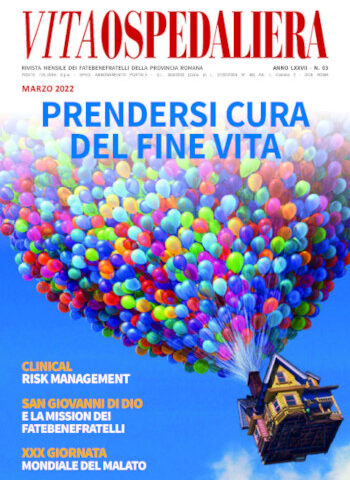 VITAOSPEDALIERA
RIVISTA MENSILE DEI FATEBENEFRATELLI DELLA PROVINCIA ROMANA ANNO LXXVII - N. 03
MARZO 2022
PRENDERSI CURA
DEL FINE VITA
CLINICAL
RISK MANAGEMENT
SAN GIOVANNI DI DIO
E LA MISSION DEI
FATEBENEFRATELLI
XXX GIORNATA
MONDIALE DEL MALATO